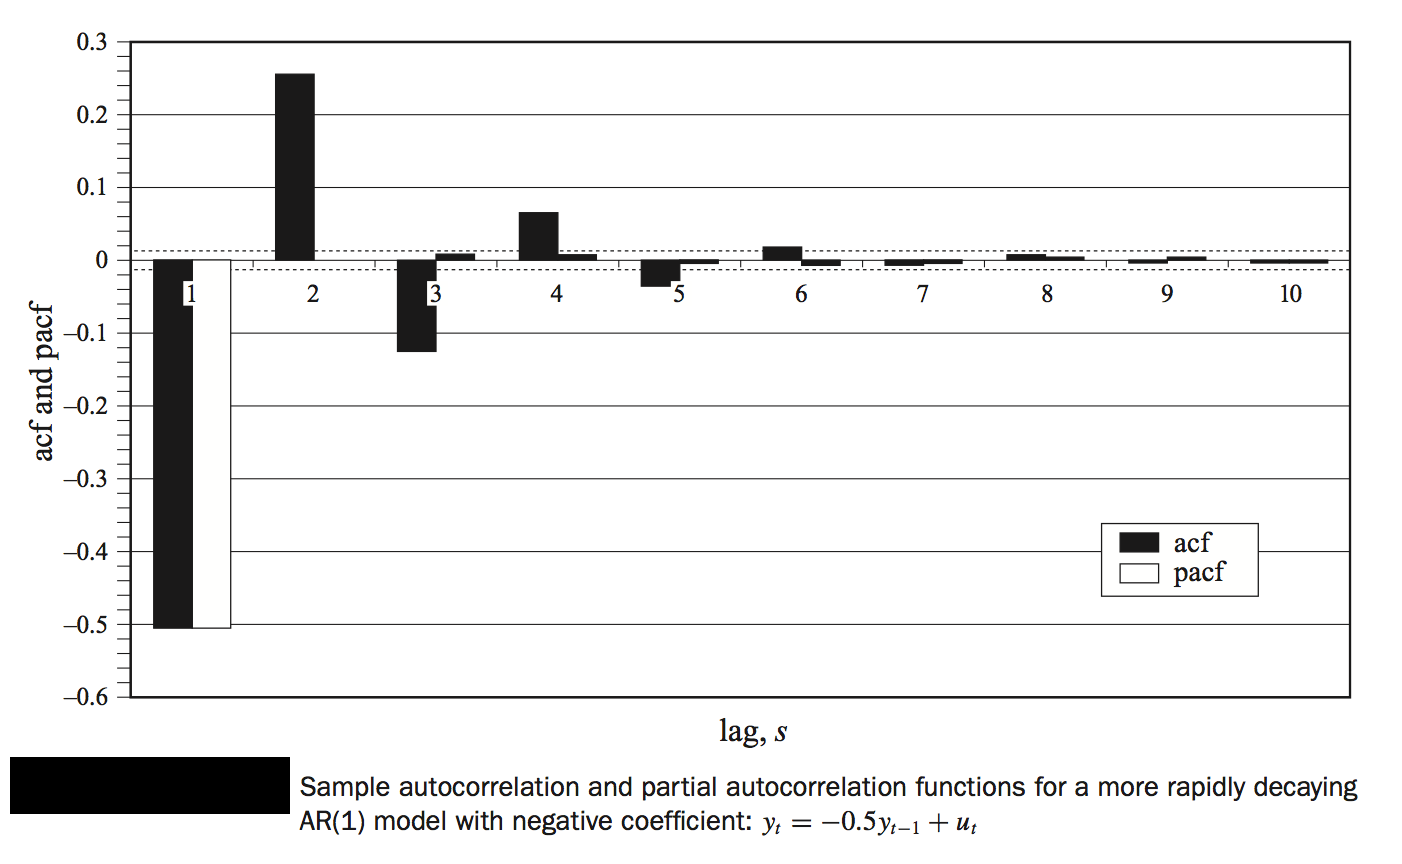 0.3
0.2
0.1
0
–0.1
–0.2
–0.3
–0.4
–0.5
–0.6
acf and pacf
1 2 3 4 5 6 7 8 9 10
acf
pacf
lag, s
Sample autocorrelation and partial autocorrelation functions for a more rapidly decaying
AR(1) model with negative coefficient: yₜ = −0.5yₜ₋₁ + uₜ